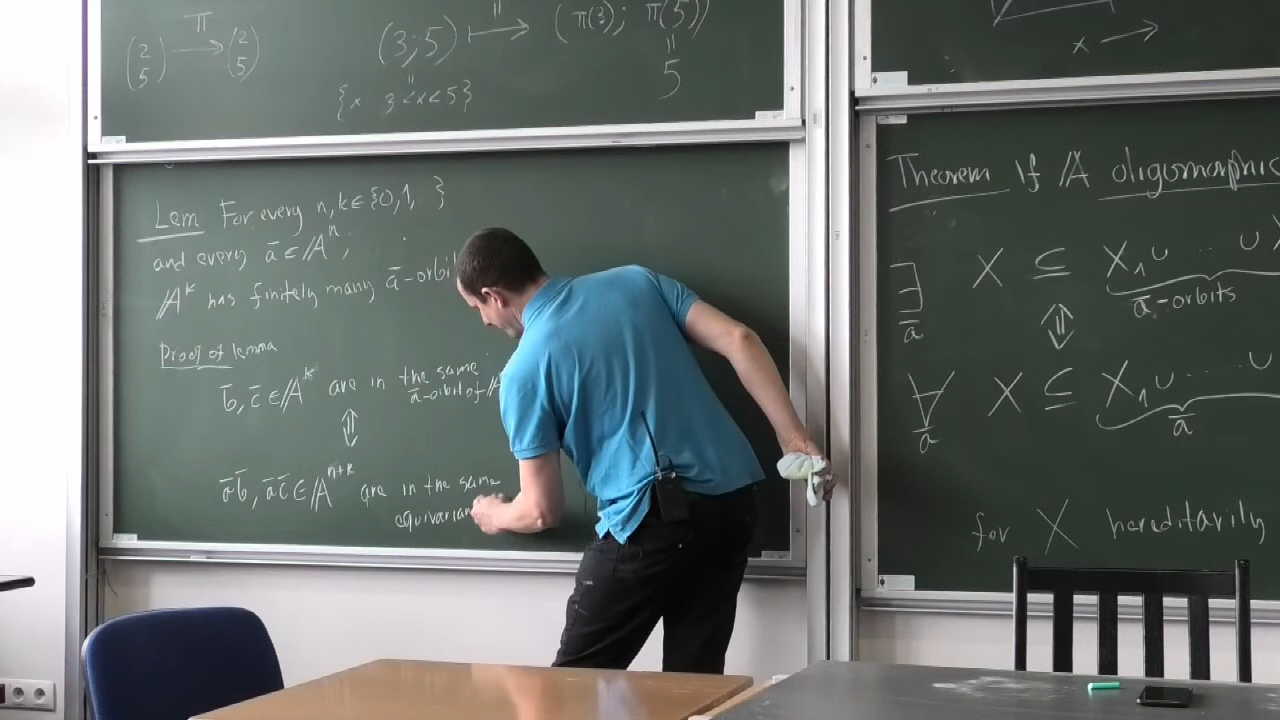 (2 5) π→ (2 5)
(3;5) ↦ (π(3); π(5))
{x 3<x<5}
5
Lem For every n, k ∈ {0,1, }
and every ā ∈ 𝔸ⁿ,
𝔸ᵏ has finitely many ā-orbi
Proof of lemma
b̄, c̄ ∈ 𝔸ᵏ are in the same
ā-orbit of 𝔸
⇕
āb̄, āc̄ ∈ 𝔸ⁿ⁺ᵏ are in the same
equivarian
x →
Theorem If 𝔸 oligomorphic
∃ā X ⊆ X₁ ∪ .. ∪
ā-orbits
⇕
∀ā X ⊆ X₁ ∪ ... ∪
ā
for X hereditarily